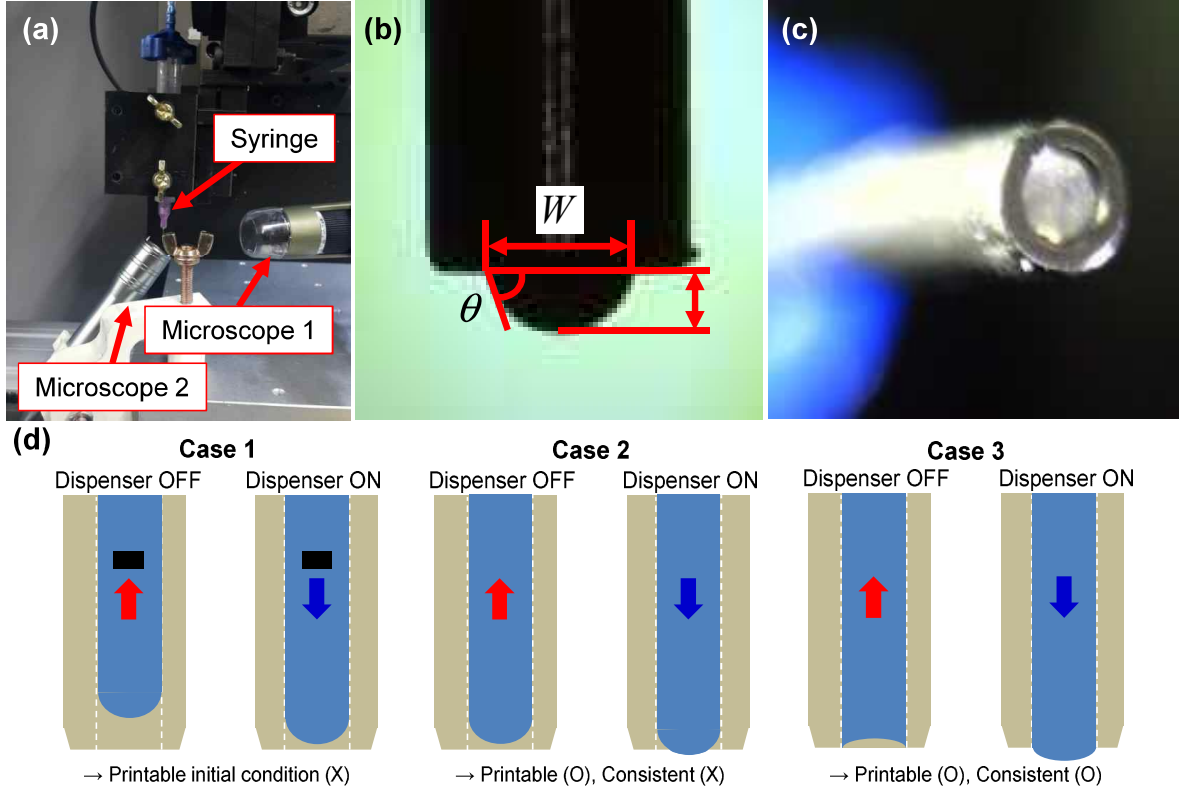 (a)
Syringe
Microscope 1
Microscope 2
(b)
W
θ
(c)
(d)
Case 1
Dispenser OFF
Dispenser ON
→ Printable initial condition (X)
Case 2
Dispenser OFF
Dispenser ON
→ Printable (O), Consistent (X)
Case 3
Dispenser OFF
Dispenser ON
→ Printable (O), Consistent (O)